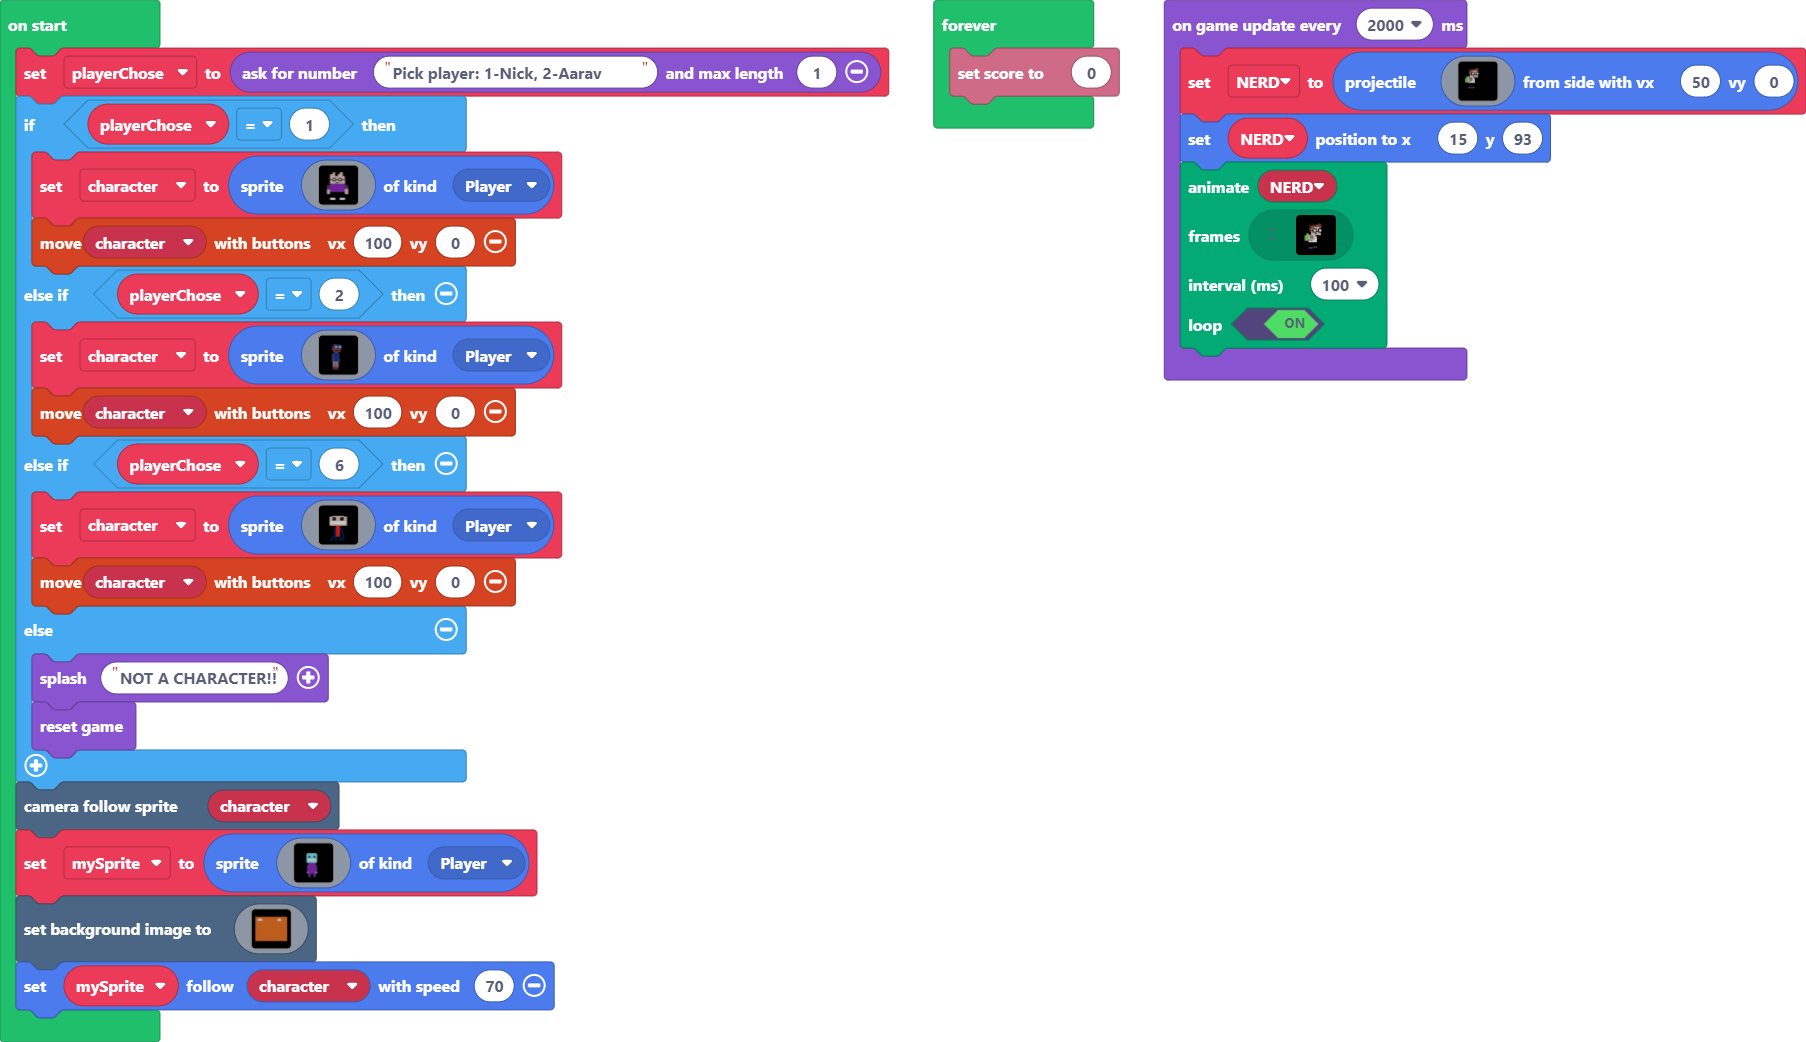 on start
set playerChose to ask for number "Pick player: 1-Nick, 2-Aarav " and max length 1
if playerChose = 1 then
set character to sprite of kind Player
move character with buttons vx 100 vy 0
else if playerChose = 2 then
set character to sprite of kind Player
move character with buttons vx 100 vy 0
else if playerChose = 6 then
set character to sprite of kind Player
move character with buttons vx 100 vy 0
else
splash "NOT A CHARACTER!!"
reset game
camera follow sprite character
set mySprite to sprite of kind Player
set background image to
set mySprite follow character with speed 70
forever
set score to 0
on game update every 2000 ms
set NERD to projectile from side with vx 50 vy 0
set NERD position to x 15 y 93
animate NERD
frames
interval (ms) 100
loop ON